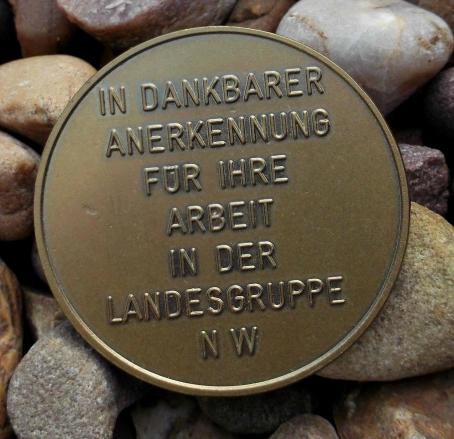 IN DANKBARER
ANERKENNUNG
FÜR IHRE
ARBEIT
IN DER
LANDESGRUPPE
N W